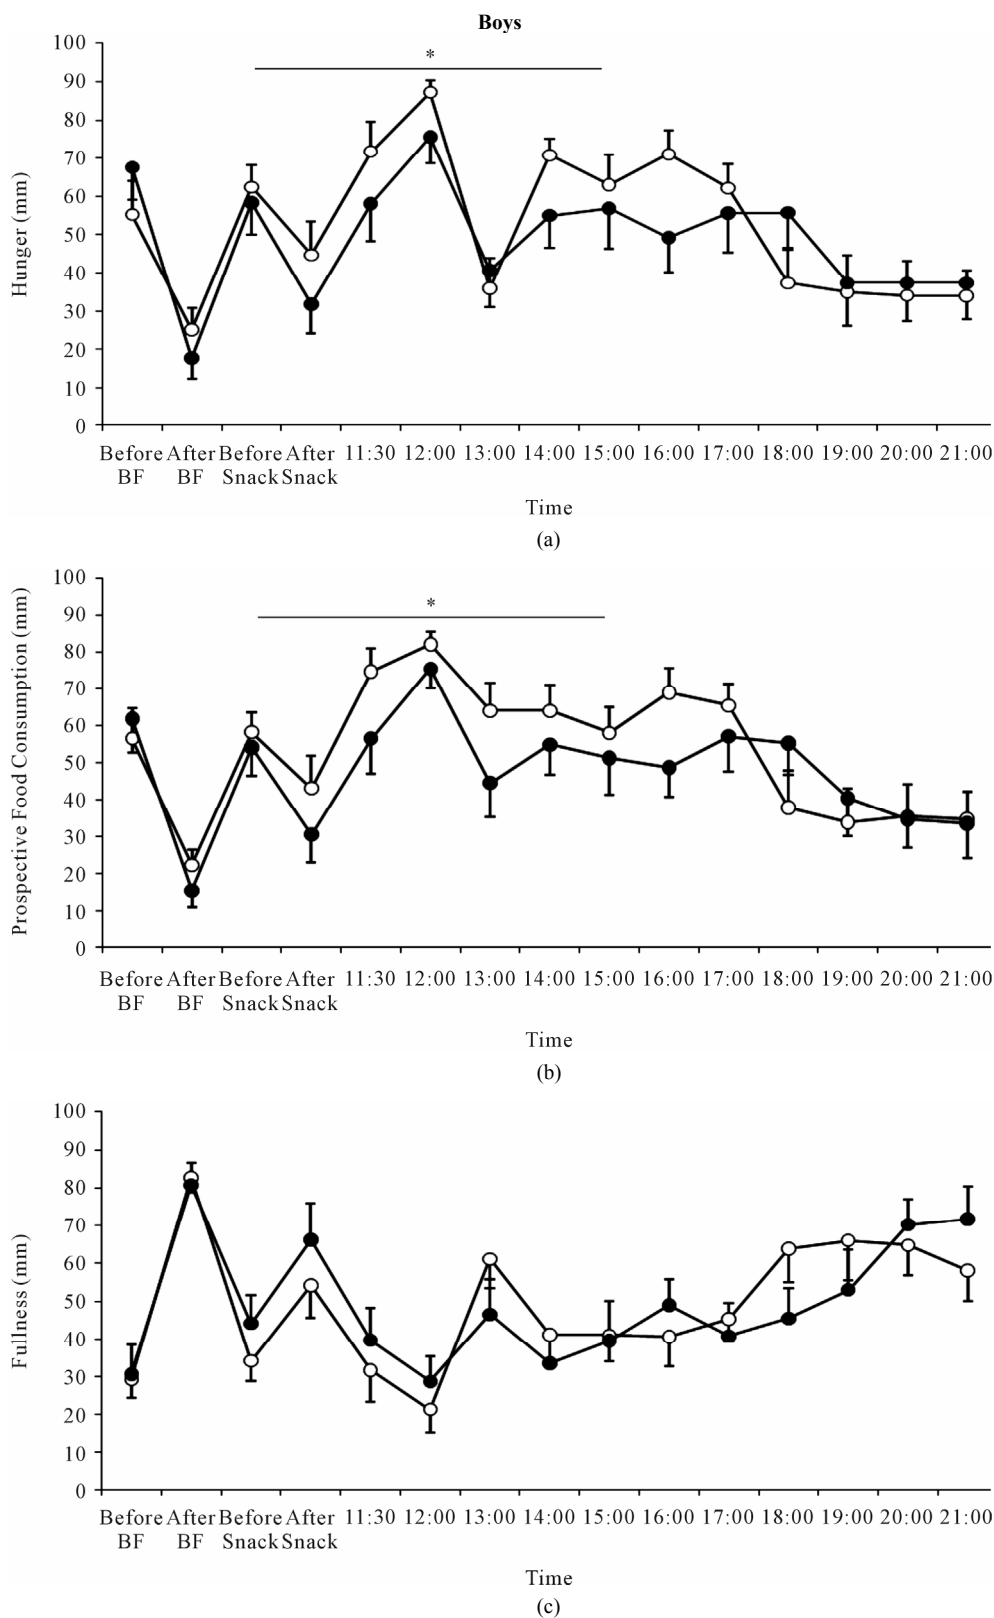 Boys
*
Hunger (mm)
100
90
80
70
60
50
40
30
20
10
0
Before After Before After 11:30 12:00 13:00 14:00 15:00 16:00 17:00 18:00 19:00 20:00 21:00
BF BF Snack Snack
Time
(a)
*
Prospective Food Consumption (mm)
100
90
80
70
60
50
40
30
20
10
0
Before After Before After 11:30 12:00 13:00 14:00 15:00 16:00 17:00 18:00 19:00 20:00 21:00
BF BF Snack Snack
Time
(b)
Fullness (mm)
100
90
80
70
60
50
40
30
20
10
0
Before After Before After 11:30 12:00 13:00 14:00 15:00 16:00 17:00 18:00 19:00 20:00 21:00
BF BF Snack Snack
Time
(c)